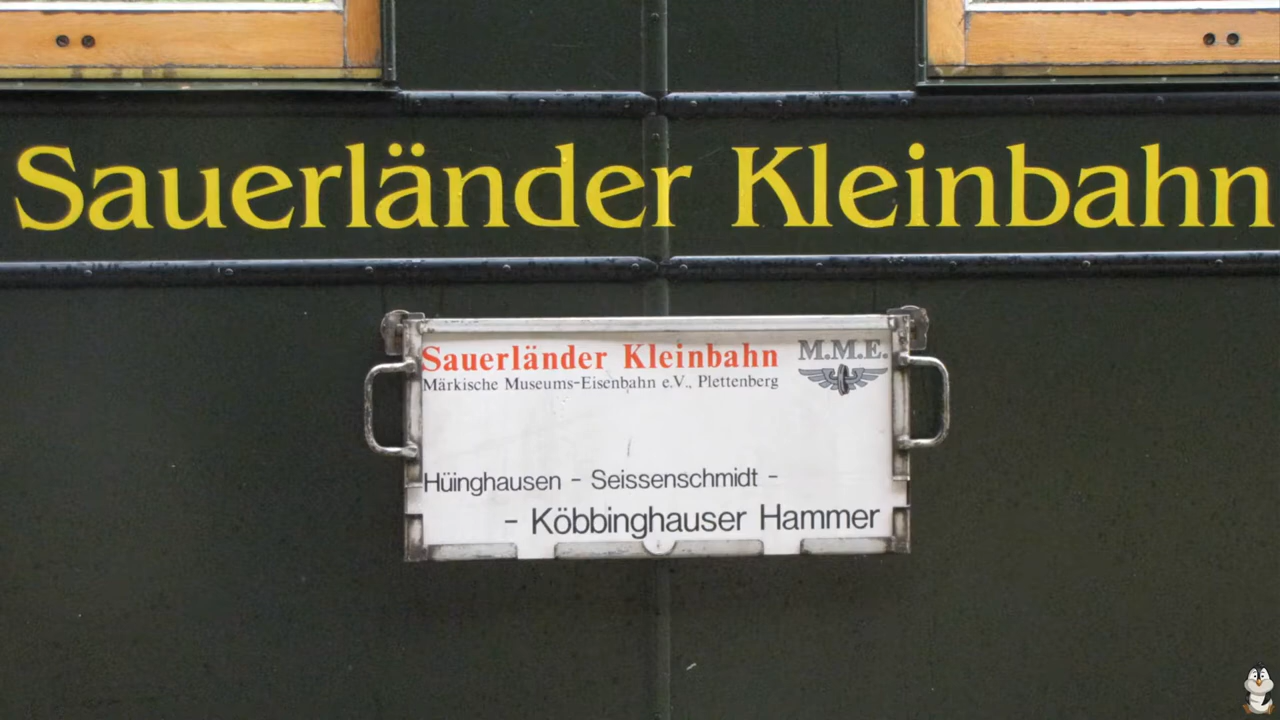 Sauerländer Kleinbahn
Sauerländer Kleinbahn
M.M.E.
Märkische Museums-Eisenbahn e.V., Plettenberg
Hüinghausen - Seissenschmidt -
- Köbbinghauser Hammer